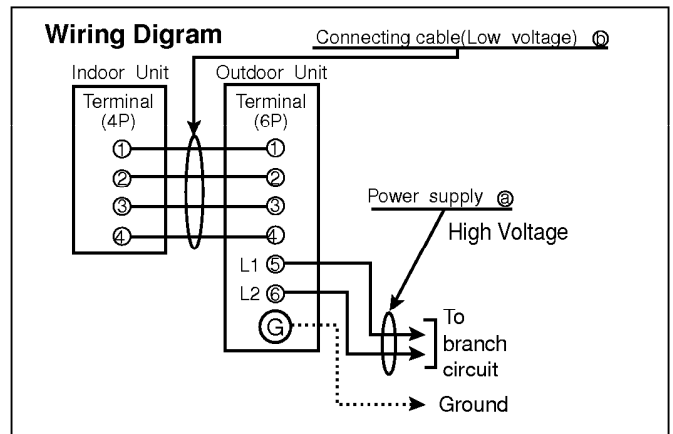 Wiring Digram
Connecting cable(Low voltage) ⓑ
Indoor Unit
Outdoor Unit
Terminal
(4P)
Terminal
(6P)
① ①
② ②
③ ③
④ ④
L1 ⑤
L2 ⑥
Ⓖ
Power supply ⓐ
High Voltage
To
branch
circuit
Ground